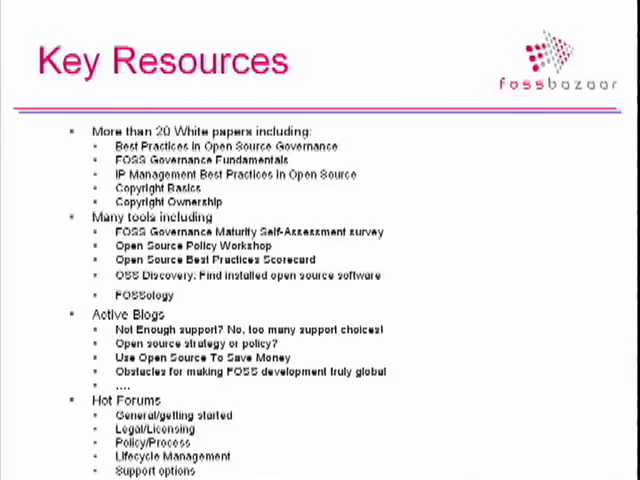 Key Resources
fossbazaar
More than 20 White papers including:
Best Practices in Open Source Governance
FOSS Governance Fundamentals
IP Management Best Practices in Open Source
Copyright Basics
Copyright Ownership
Many tools including
FOSS Governance Maturity Self-Assessment survey
Open Source Policy Workshop
Open Source Best Practices Scorecard
OSS Discovery: Find installed open source software
FOSSology
Active Blogs
Not Enough support? No, too many support choices!
Open source strategy or policy?
Use Open Source To Save Money
Obstacles for making FOSS development truly global
....
Hot Forums
General/getting started
Legal/Licensing
Policy/Process
Lifecycle Management
Support options